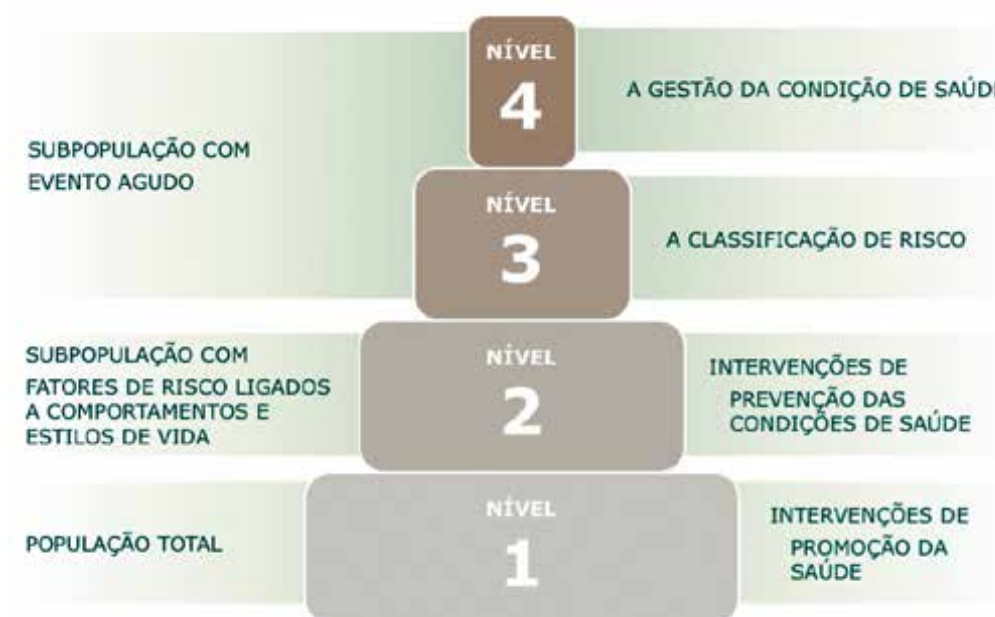 NÍVEL
4
A GESTÃO DA CONDIÇÃO DE SAÚDE
SUBPOPULAÇÃO COM
EVENTO AGUDO
NÍVEL
3
A CLASSIFICAÇÃO DE RISCO
SUBPOPULAÇÃO COM
FATORES DE RISCO LIGADOS
A COMPORTAMENTOS E
ESTILOS DE VIDA
NÍVEL
2
INTERVENÇÕES DE
PREVENÇÃO DAS
CONDIÇÕES DE SAÚDE
POPULAÇÃO TOTAL
NÍVEL
1
INTERVENÇÕES DE
PROMOÇÃO DA
SAÚDE